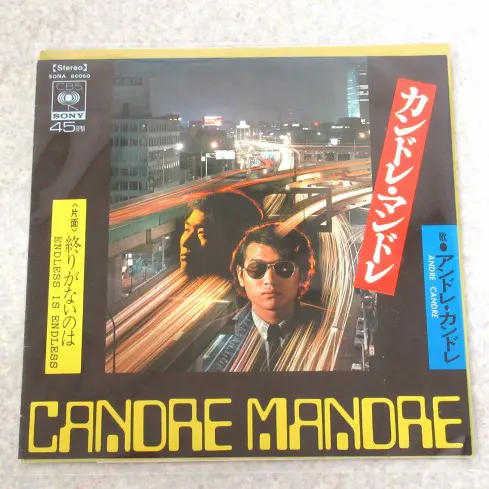 【Stereo】
SONA 86060
CBS
SONY
45RPM
カンドレ・マンドレ
歌●アンドレ・カンドレ
ANDRE CANDRE
〈片面〉終りがないのは
ENDLESS IS ENDLESS
CANDRE MANDRE